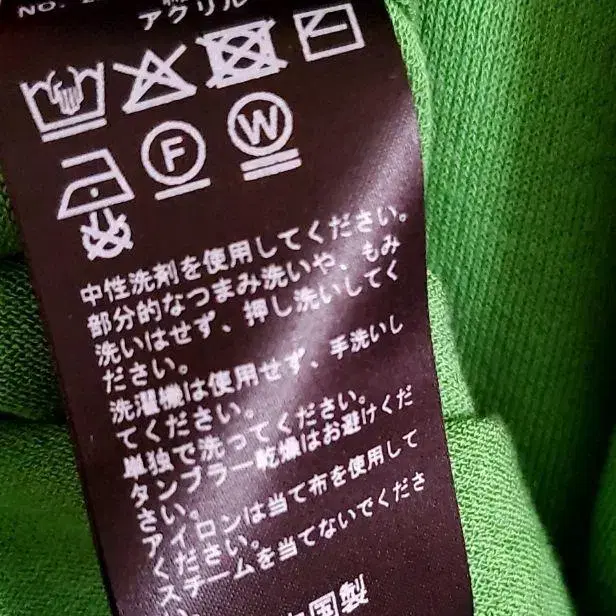 NO.
アクリル
F
W
中性洗剤を使用してください。
部分的なつまみ洗いや、もみ
洗いはせず、押し洗いしてく
ださい。
洗濯機は使用せず、手洗いし
てください。
単独で洗ってください。
タンブラー乾燥はお避けくだ
さい。
アイロンは当て布を使用して
ください。
スチームを当てないでくださ
い。
国製